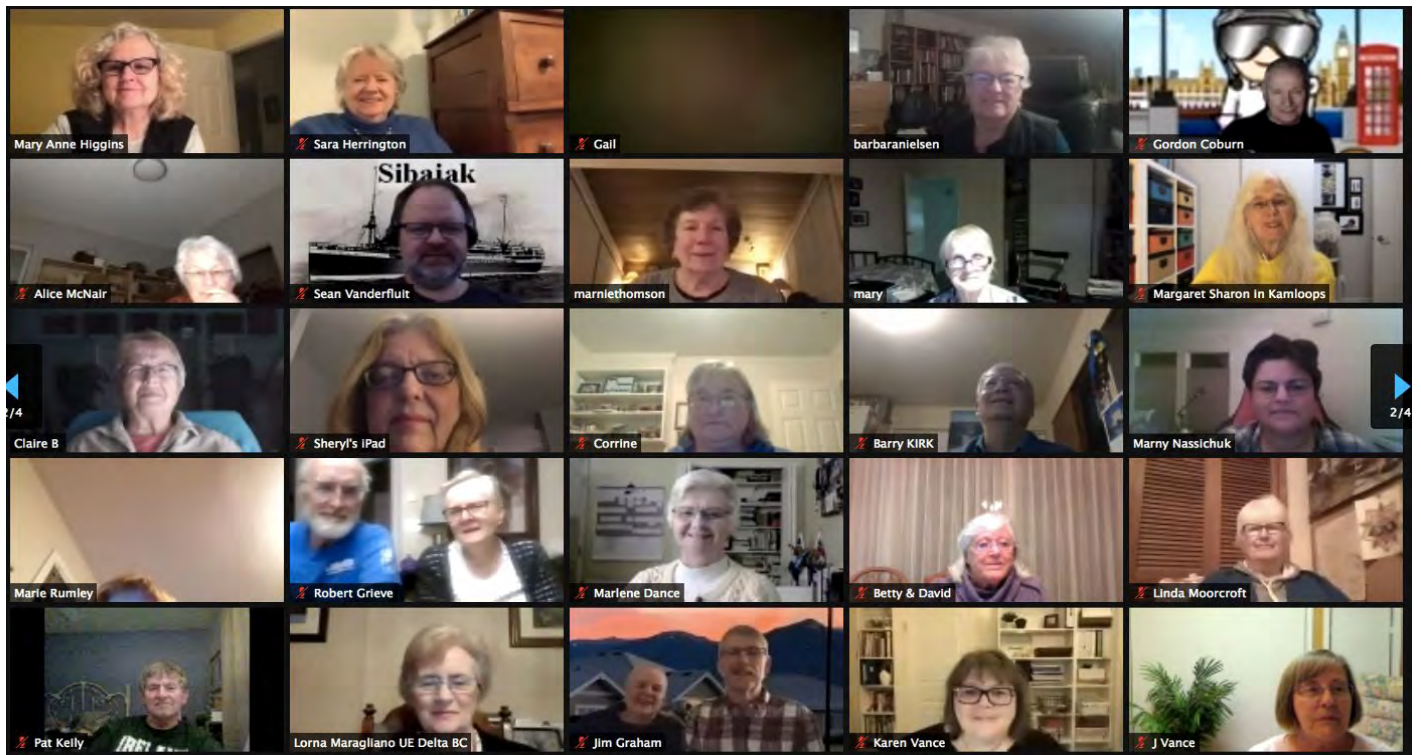 Mary Anne Higgins
Sara Herrington
Gail
barbaranielsen
Gordon Coburn
Sibajak
Alice McNair
Sean Vanderfluit
marniethomson
mary
Margaret Sharon in Kamloops
2/4
Claire B
Sheryl's iPad
Corrine
Barry KIRK
Marny Nassichuk
2/4
Marie Rumley
Robert Grieve
Marlene Dance
Betty & David
Linda Moorcroft
IRELAND
Pat Kelly
Lorna Maragliano UE Delta BC
Jim Graham
Karen Vance
J Vance